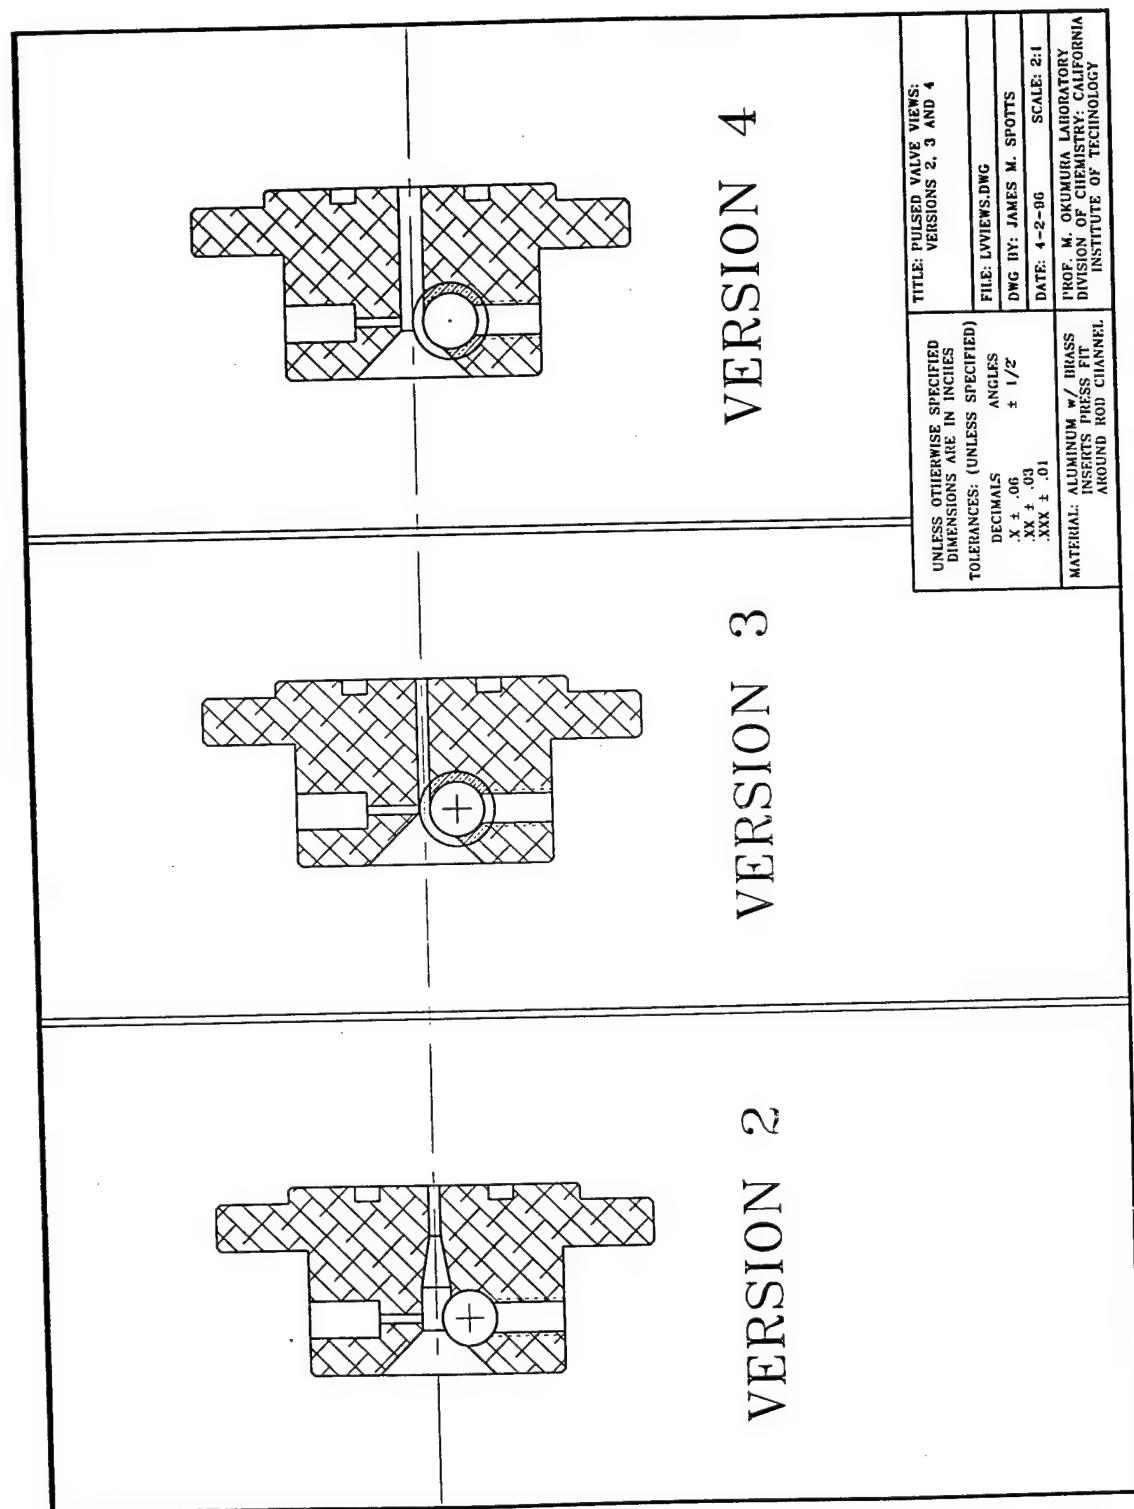 VERSION 2
VERSION 3
VERSION 4
UNLESS OTHERWISE SPECIFIED
DIMENSIONS ARE IN INCHES
TOLERANCES: (UNLESS SPECIFIED)
DECIMALS ANGLES
.X ± .06 ± 1/2°
.XX ± .03
.XXX ± .01
MATERIAL: ALUMINUM w/ BRASS
INSERTS PRESS FIT
AROUND ROD CHANNEL
TITLE: PULSED VALVE VIEWS:
VERSIONS 2, 3 AND 4
FILE: LVVIEWS.DWG
DWG BY: JAMES M. SPOTTS
DATE: 4-2-96 SCALE: 2:1
PROF. M. OKUMURA LABORATORY
DIVISION OF CHEMISTRY: CALIFORNIA
INSTITUTE OF TECHNOLOGY